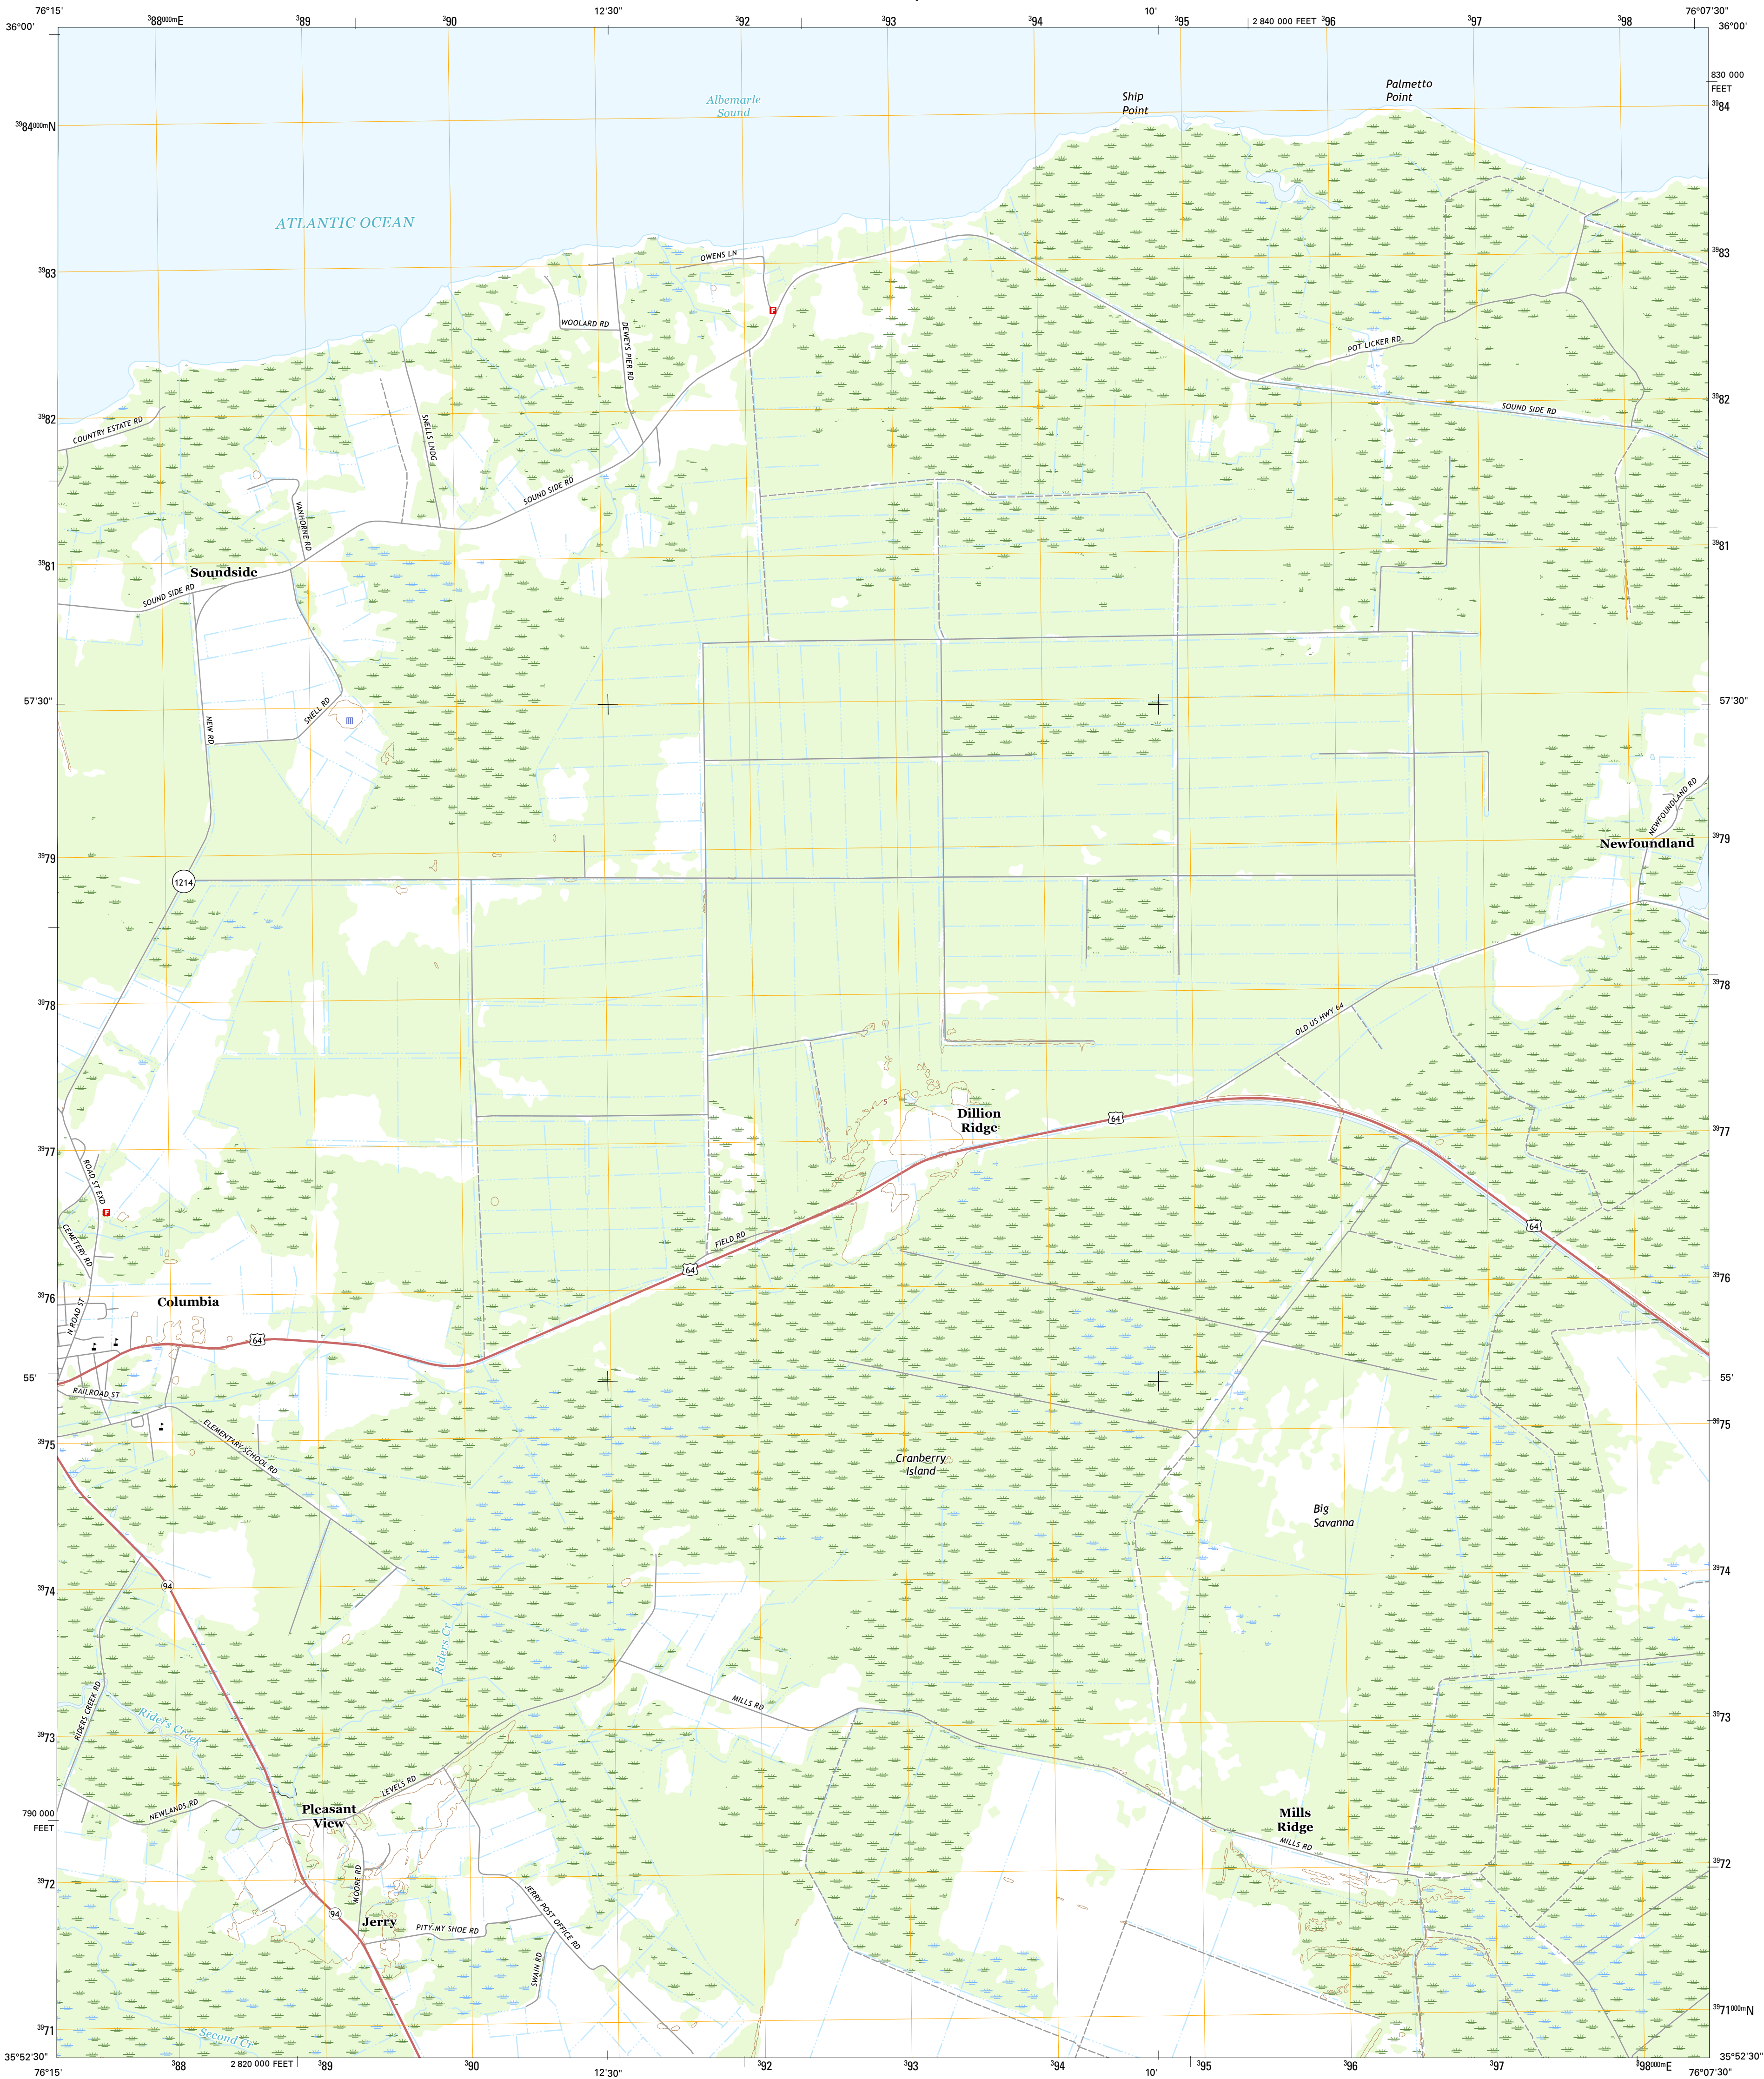 76°15'
³88⁰⁰⁰ᵐE
³89
³90
12'30"
³92
³93
³94
10'
³95
2 840 000 FEET
³96
³97
³98
76°07'30"
36°00'
36°00'
830 000
FEET
Palmetto
Point
Ship
Point
Albemarle
Sound
³⁹84
³⁹84⁰⁰⁰ᵐN
ATLANTIC OCEAN
³⁹83
³⁹83
OWENS LN
F
WOOLARD RD
DEWEYS PIER RD
POT LICKER RD
³⁹82
³⁹82
COUNTRY ESTATE RD
SNELLS LNDG
SOUND SIDE RD
SOUND SIDE RD
VANHORNE RD
³⁹81
³⁹81
Soundside
SOUND SIDE RD
57'30"
57'30"
NEW RD
SNELL RD
NEWFOUNDLAND RD
Newfoundland
³⁹79
³⁹79
1214
³⁹78
³⁹78
OLD US HWY 64
5
Dillion
Ridge
64
³⁹77
³⁹77
ROAD ST EXD
F
CEMETERY RD
64
FIELD RD
64
³⁹76
³⁹76
Columbia
N ROAD ST
64
55'
55'
RAILROAD ST
ELEMENTARY SCHOOL RD
³⁹75
³⁹75
Cranberry
Island
Big
Savanna
94
³⁹74
³⁹74
Riders Cr
RIDERS CREEK RD
Riders Creek
MILLS RD
³⁹73
³⁹73
LEVELS RD
NEWLANDS RD
790 000
FEET
Pleasant
View
Mills
Ridge
MILLS RD
³⁹72
³⁹72
MOORE RD
94
Jerry
PITY MY SHOE RD
JERRY POST OFFICE RD
SWAIN RD
³⁹71
³⁹71⁰⁰⁰ᵐN
Second Cr
35°52'30"
35°52'30"
76°15'
³88
2 820 000 FEET
³89
³90
12'30"
³92
³93
³94
10'
³95
³96
³97
³98⁰⁰⁰ᵐE
76°07'30"